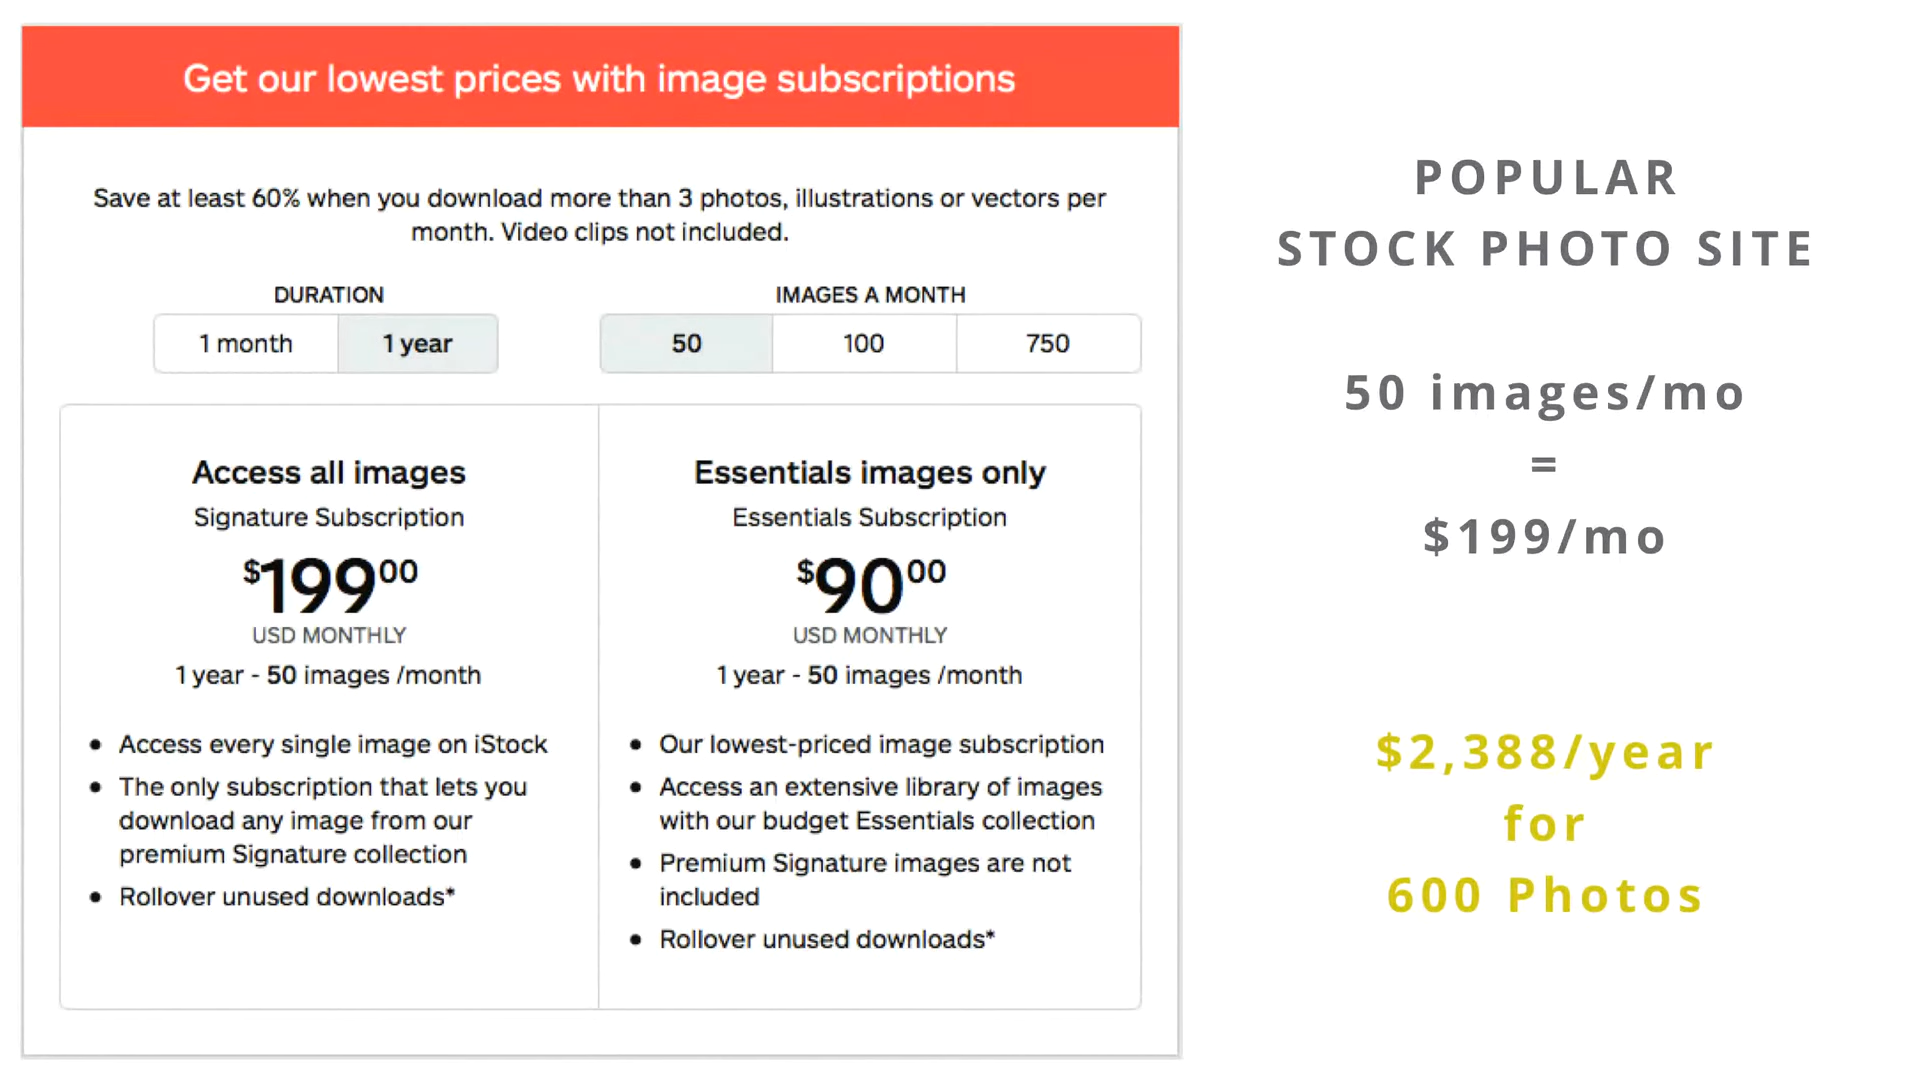 Get our lowest prices with image subscriptions
Save at least 60% when you download more than 3 photos, illustrations or vectors per
month. Video clips not included.
DURATION
1 month
1 year
IMAGES A MONTH
50
100
750
Access all images
Signature Subscription
$199 00
USD MONTHLY
1 year - 50 images /month
• Access every single image on iStock
• The only subscription that lets you
download any image from our
premium Signature collection
• Rollover unused downloads*
Essentials images only
Essentials Subscription
$90 00
USD MONTHLY
1 year - 50 images /month
• Our lowest-priced image subscription
• Access an extensive library of images
with our budget Essentials collection
• Premium Signature images are not
included
• Rollover unused downloads*
POPULAR
STOCK PHOTO SITE
50 images/mo
=
$199/mo
$2,388/year
for
600 Photos